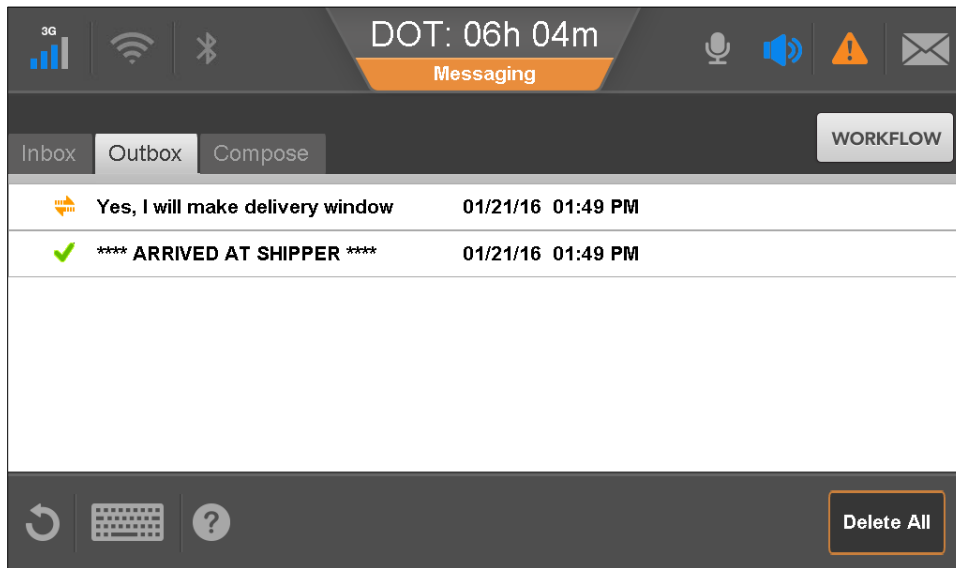 3G
DOT: 06h 04m
Messaging
WORKFLOW
Inbox Outbox Compose
Yes, I will make delivery window 01/21/16 01:49 PM
**** ARRIVED AT SHIPPER **** 01/21/16 01:49 PM
? Delete All